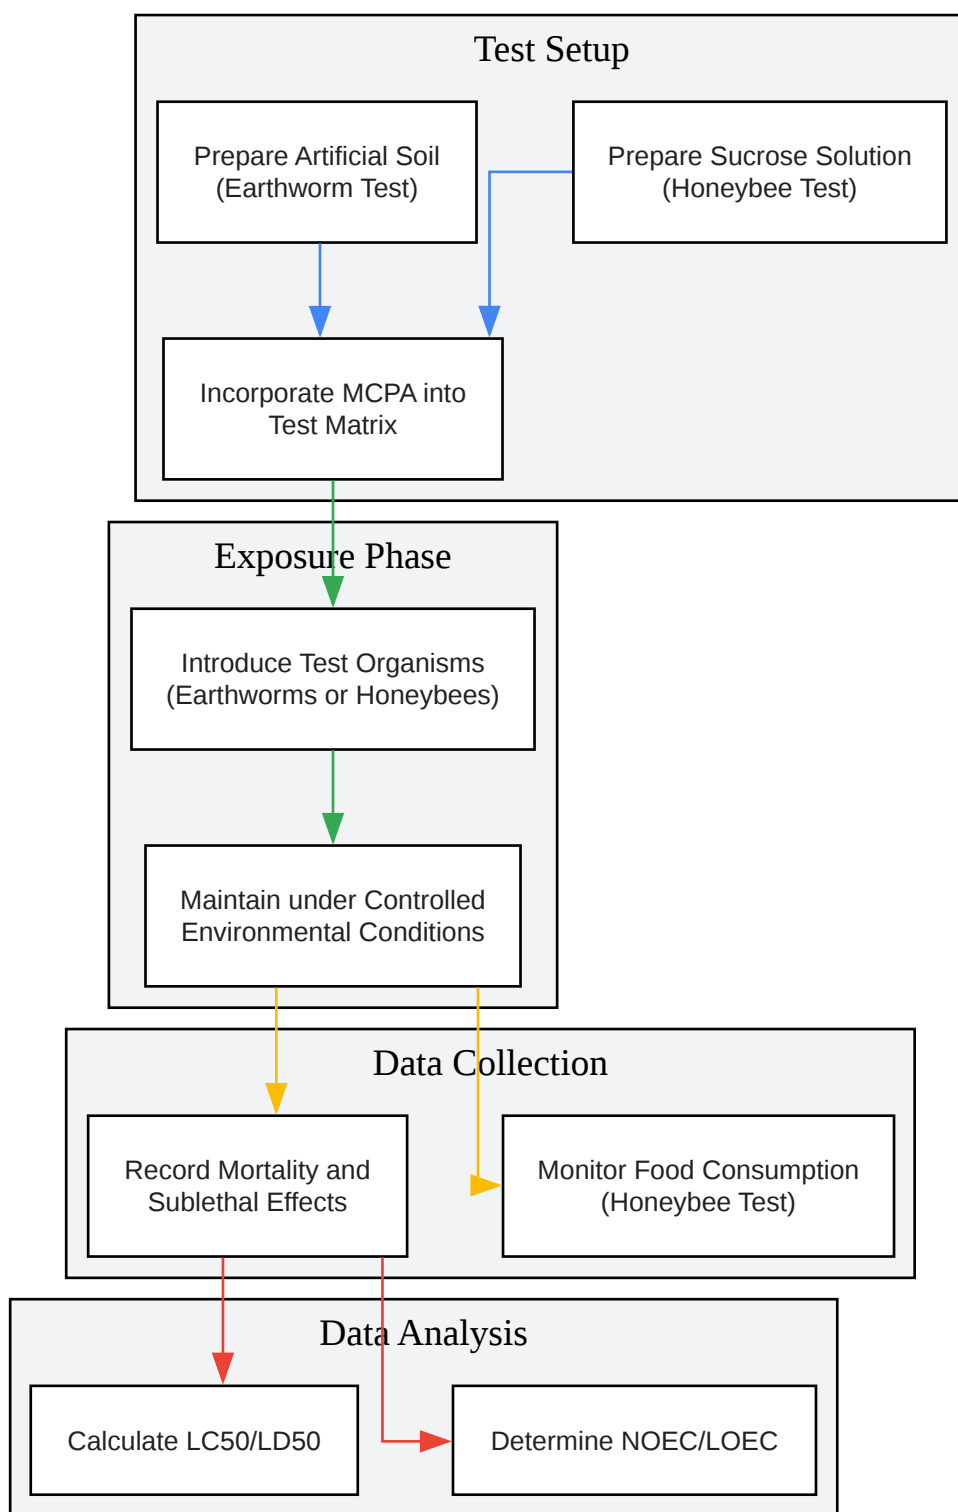 Test Setup
Prepare Artificial Soil
(Earthworm Test)
Prepare Sucrose Solution
(Honeybee Test)
Incorporate MCPA into
Test Matrix
Exposure Phase
Introduce Test Organisms
(Earthworms or Honeybees)
Maintain under Controlled
Environmental Conditions
Data Collection
Record Mortality and
Sublethal Effects
Monitor Food Consumption
(Honeybee Test)
Data Analysis
Calculate LC50/LD50
Determine NOEC/LOEC